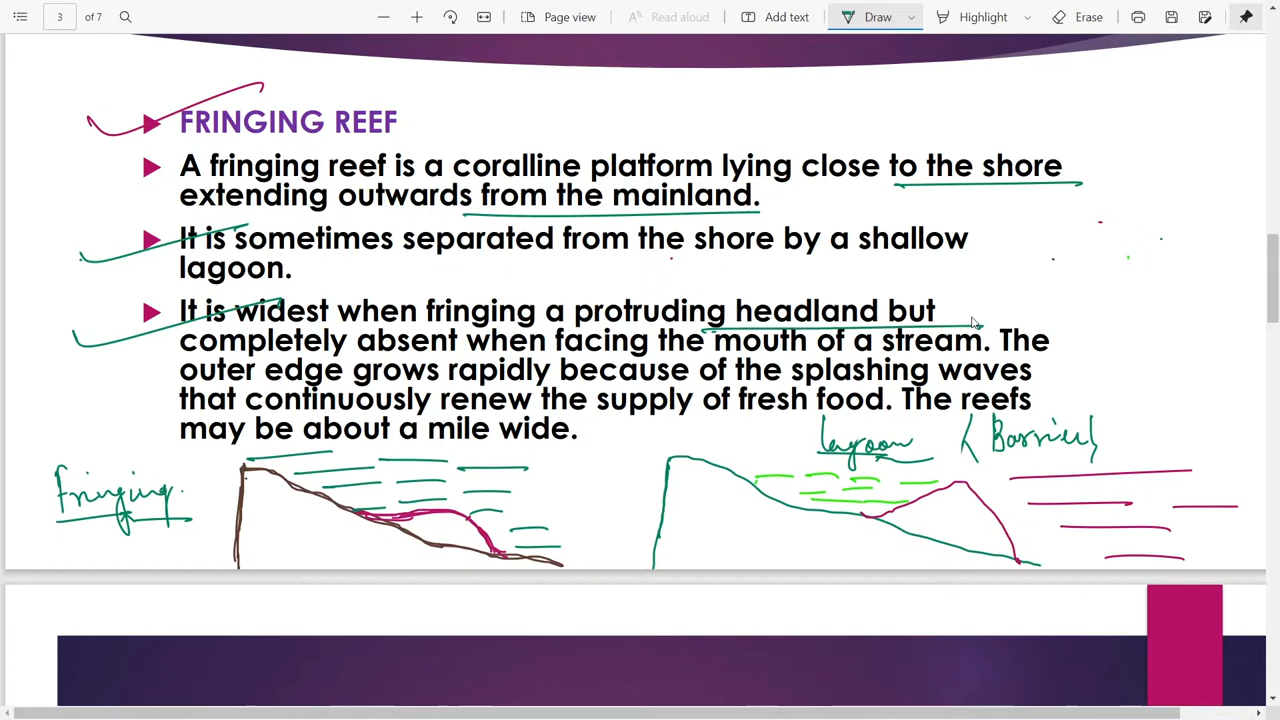 3 of 7
Page view
Read aloud
Add text
Draw
Highlight
Erase
FRINGING REEF
A fringing reef is a coralline platform lying close to the shore
extending outwards from the mainland.
It is sometimes separated from the shore by a shallow
lagoon.
It is widest when fringing a protruding headland but
completely absent when facing the mouth of a stream. The
outer edge grows rapidly because of the splashing waves
that continuously renew the supply of fresh food. The reefs
may be about a mile wide.
lagoon (Barrier)
Fringing